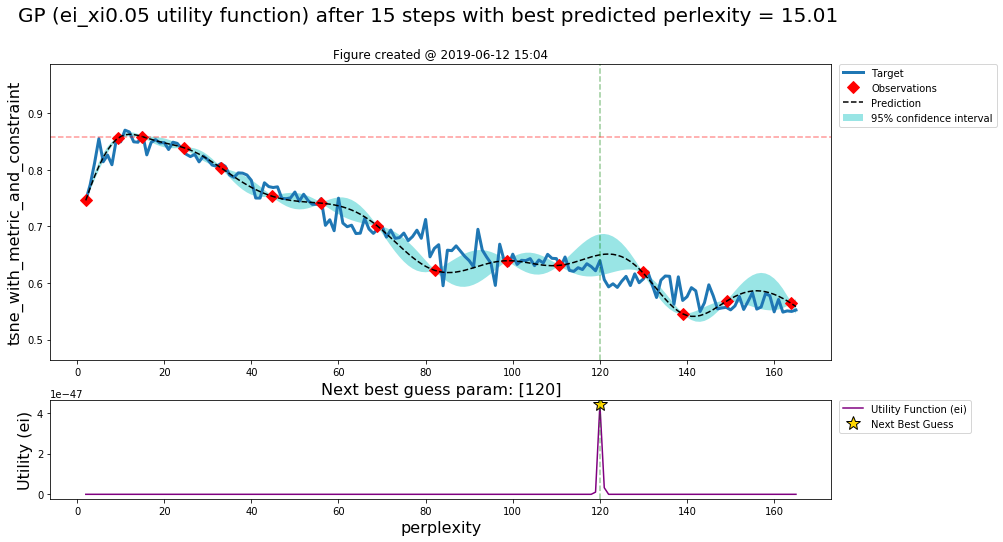 GP (ei_xi0.05 utility function) after 15 steps with best predicted perlexity = 15.01
Figure created @ 2019-06-12 15:04
tsne_with_metric_and_constraint
0.9
0.8
0.7
0.6
0.5
0 20 40 60 80 100 120 140 160
Target
Observations
Prediction
95% confidence interval
Next best guess param: [120]
1e−47
Utility (ei)
4
2
0
0 20 40 60 80 100 120 140 160
perplexity
Utility Function (ei)
Next Best Guess